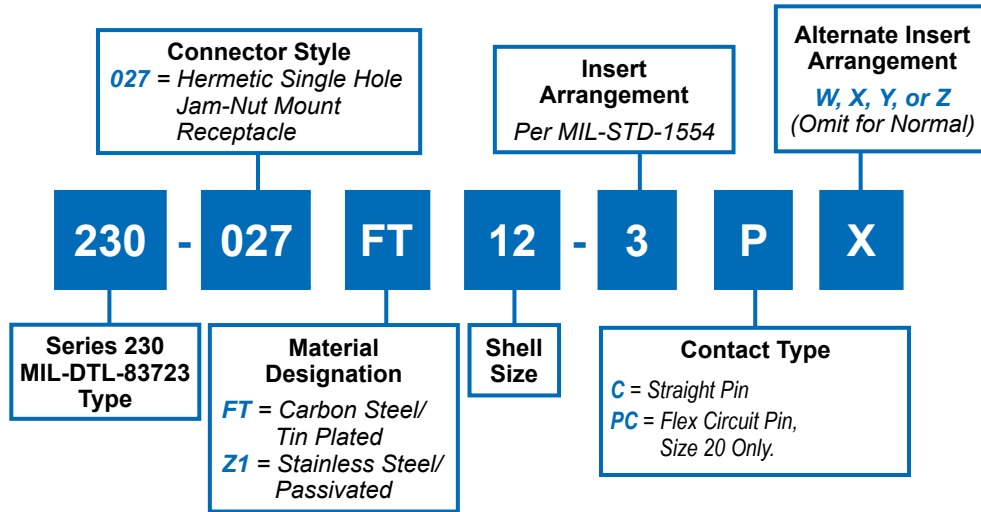 Connector Style
027 = Hermetic Single Hole
Jam-Nut Mount
Receptacle
Insert
Arrangement
Per MIL-STD-1554
Alternate Insert
Arrangement
W, X, Y, or Z
(Omit for Normal)
230 - 027 FT 12 - 3 P X
Series 230
MIL-DTL-83723
Type
Material
Designation
FT = Carbon Steel/
Tin Plated
Z1 = Stainless Steel/
Passivated
Shell
Size
Contact Type
C = Straight Pin
PC = Flex Circuit Pin,
Size 20 Only.